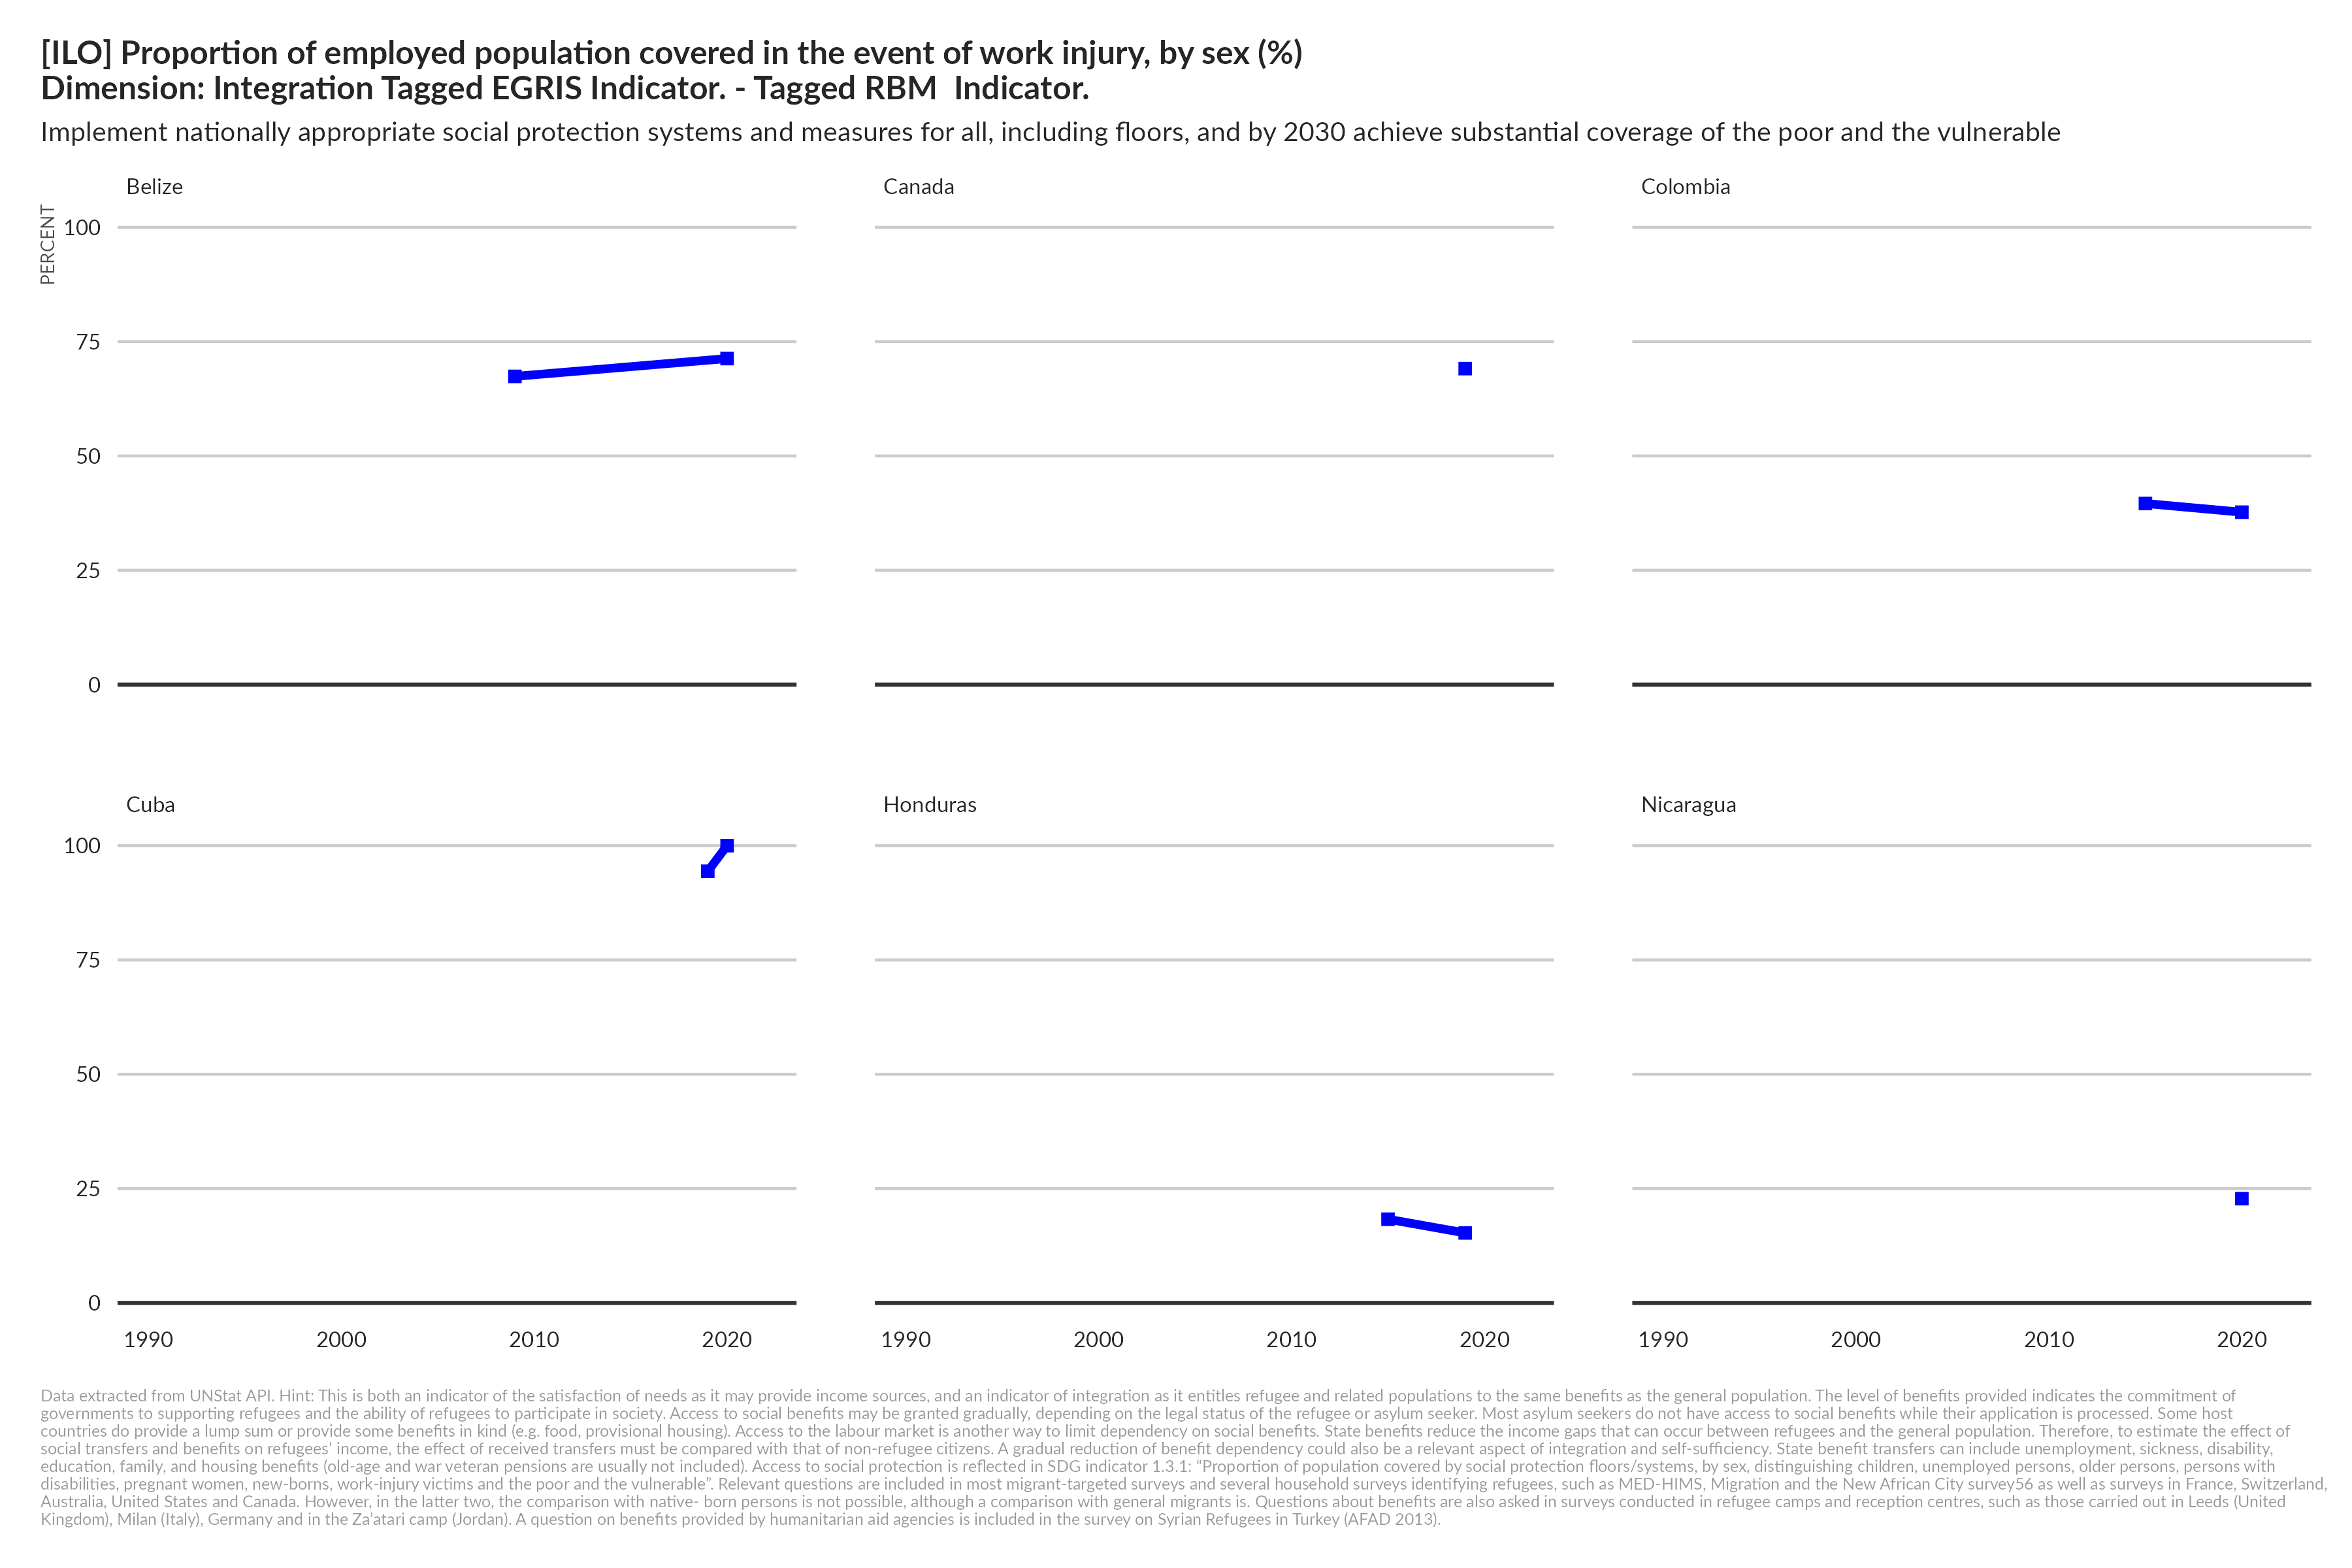 [ILO] Proportion of employed population covered in the event of work injury, by sex (%)
Dimension: Integration Tagged EGRIS Indicator. - Tagged RBM  Indicator.
Implement nationally appropriate social protection systems and measures for all, including floors, and by 2030 achieve substantial coverage of the poor and the vulnerable
Belize
Canada
Colombia
PERCENT
100
75
50
25
0
Cuba
Honduras
Nicaragua
100
75
50
25
0
1990 2000 2010 2020
1990 2000 2010 2020
1990 2000 2010 2020
Data extracted from UNStat API. Hint: This is both an indicator of the satisfaction of needs as it may provide income sources, and an indicator of integration as it entitles refugee and related populations to the same benefits as the general population. The level of benefits provided indicates the commitment of
governments to supporting refugees and the ability of refugees to participate in society. Access to social benefits may be granted gradually, depending on the legal status of the refugee or asylum seeker. Most asylum seekers do not have access to social benefits while their application is processed. Some host
countries do provide a lump sum or provide some benefits in kind (e.g. food, provisional housing). Access to the labour market is another way to limit dependency on social benefits. State benefits reduce the income gaps that can occur between refugees and the general population. Therefore, to estimate the effect of
social transfers and benefits on refugees' income, the effect of received transfers must be compared with that of non-refugee citizens. A gradual reduction of benefit dependency could also be a relevant aspect of integration and self-sufficiency. State benefit transfers can include unemployment, sickness, disability,
education, family, and housing benefits (old-age and war veteran pensions are usually not included). Access to social protection is reflected in SDG indicator 1.3.1: “Proportion of population covered by social protection floors/systems, by sex, distinguishing children, unemployed persons, older persons, persons with
disabilities, pregnant women, new-borns, work-injury victims and the poor and the vulnerable”. Relevant questions are included in most migrant-targeted surveys and several household surveys identifying refugees, such as MED-HIMS, Migration and the New African City survey56 as well as surveys in France, Switzerland,
Australia, United States and Canada. However, in the latter two, the comparison with native- born persons is not possible, although a comparison with general migrants is. Questions about benefits are also asked in surveys conducted in refugee camps and reception centres, such as those carried out in Leeds (United
Kingdom), Milan (Italy), Germany and in the Za'atari camp (Jordan). A question on benefits provided by humanitarian aid agencies is included in the survey on Syrian Refugees in Turkey (AFAD 2013).